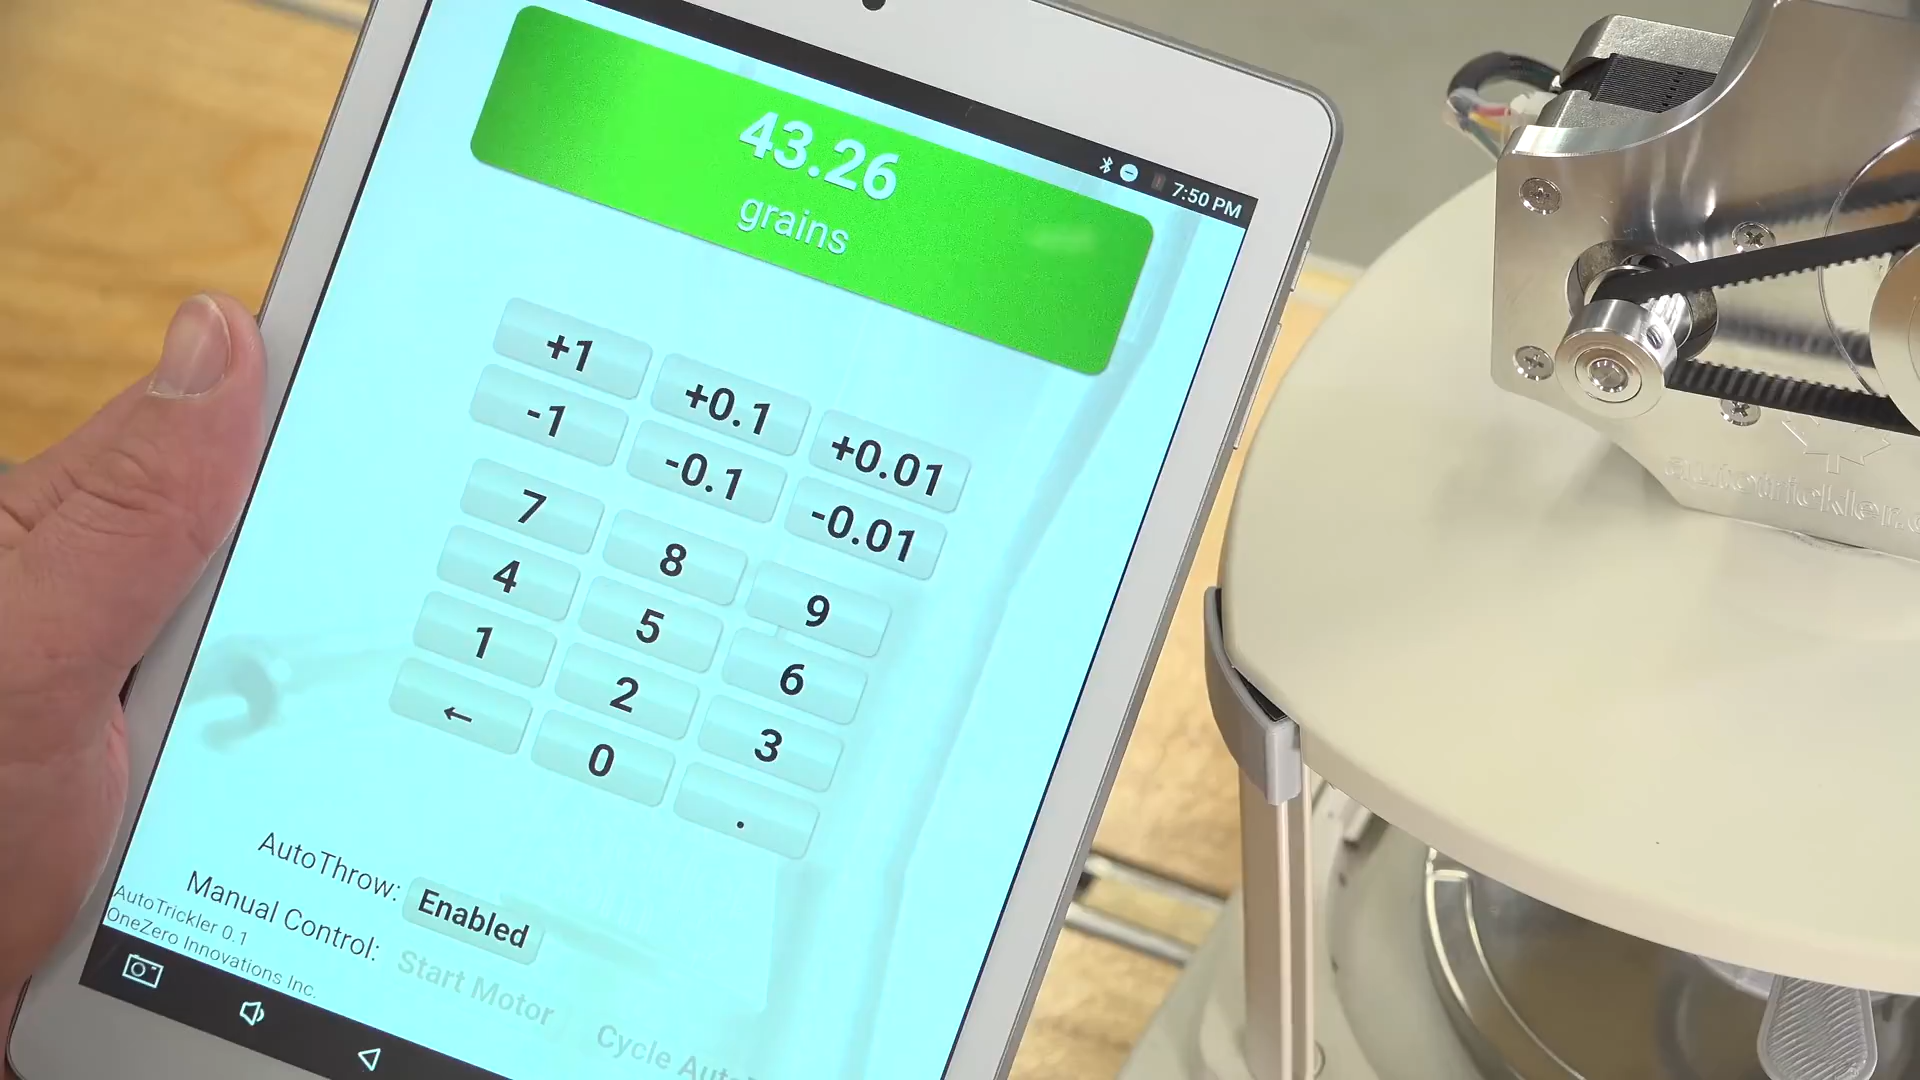 7:50 PM
43.26
grains
+1 +0.1 +0.01
-1 -0.1 -0.01
7 8 9
4 5 6
1 2 3
← 0 .
AutoThrow: Enabled
Manual Control: Start Motor
AutoTrickler 0.1
OneZero Innovations Inc.
Cycle
autotrickler.c